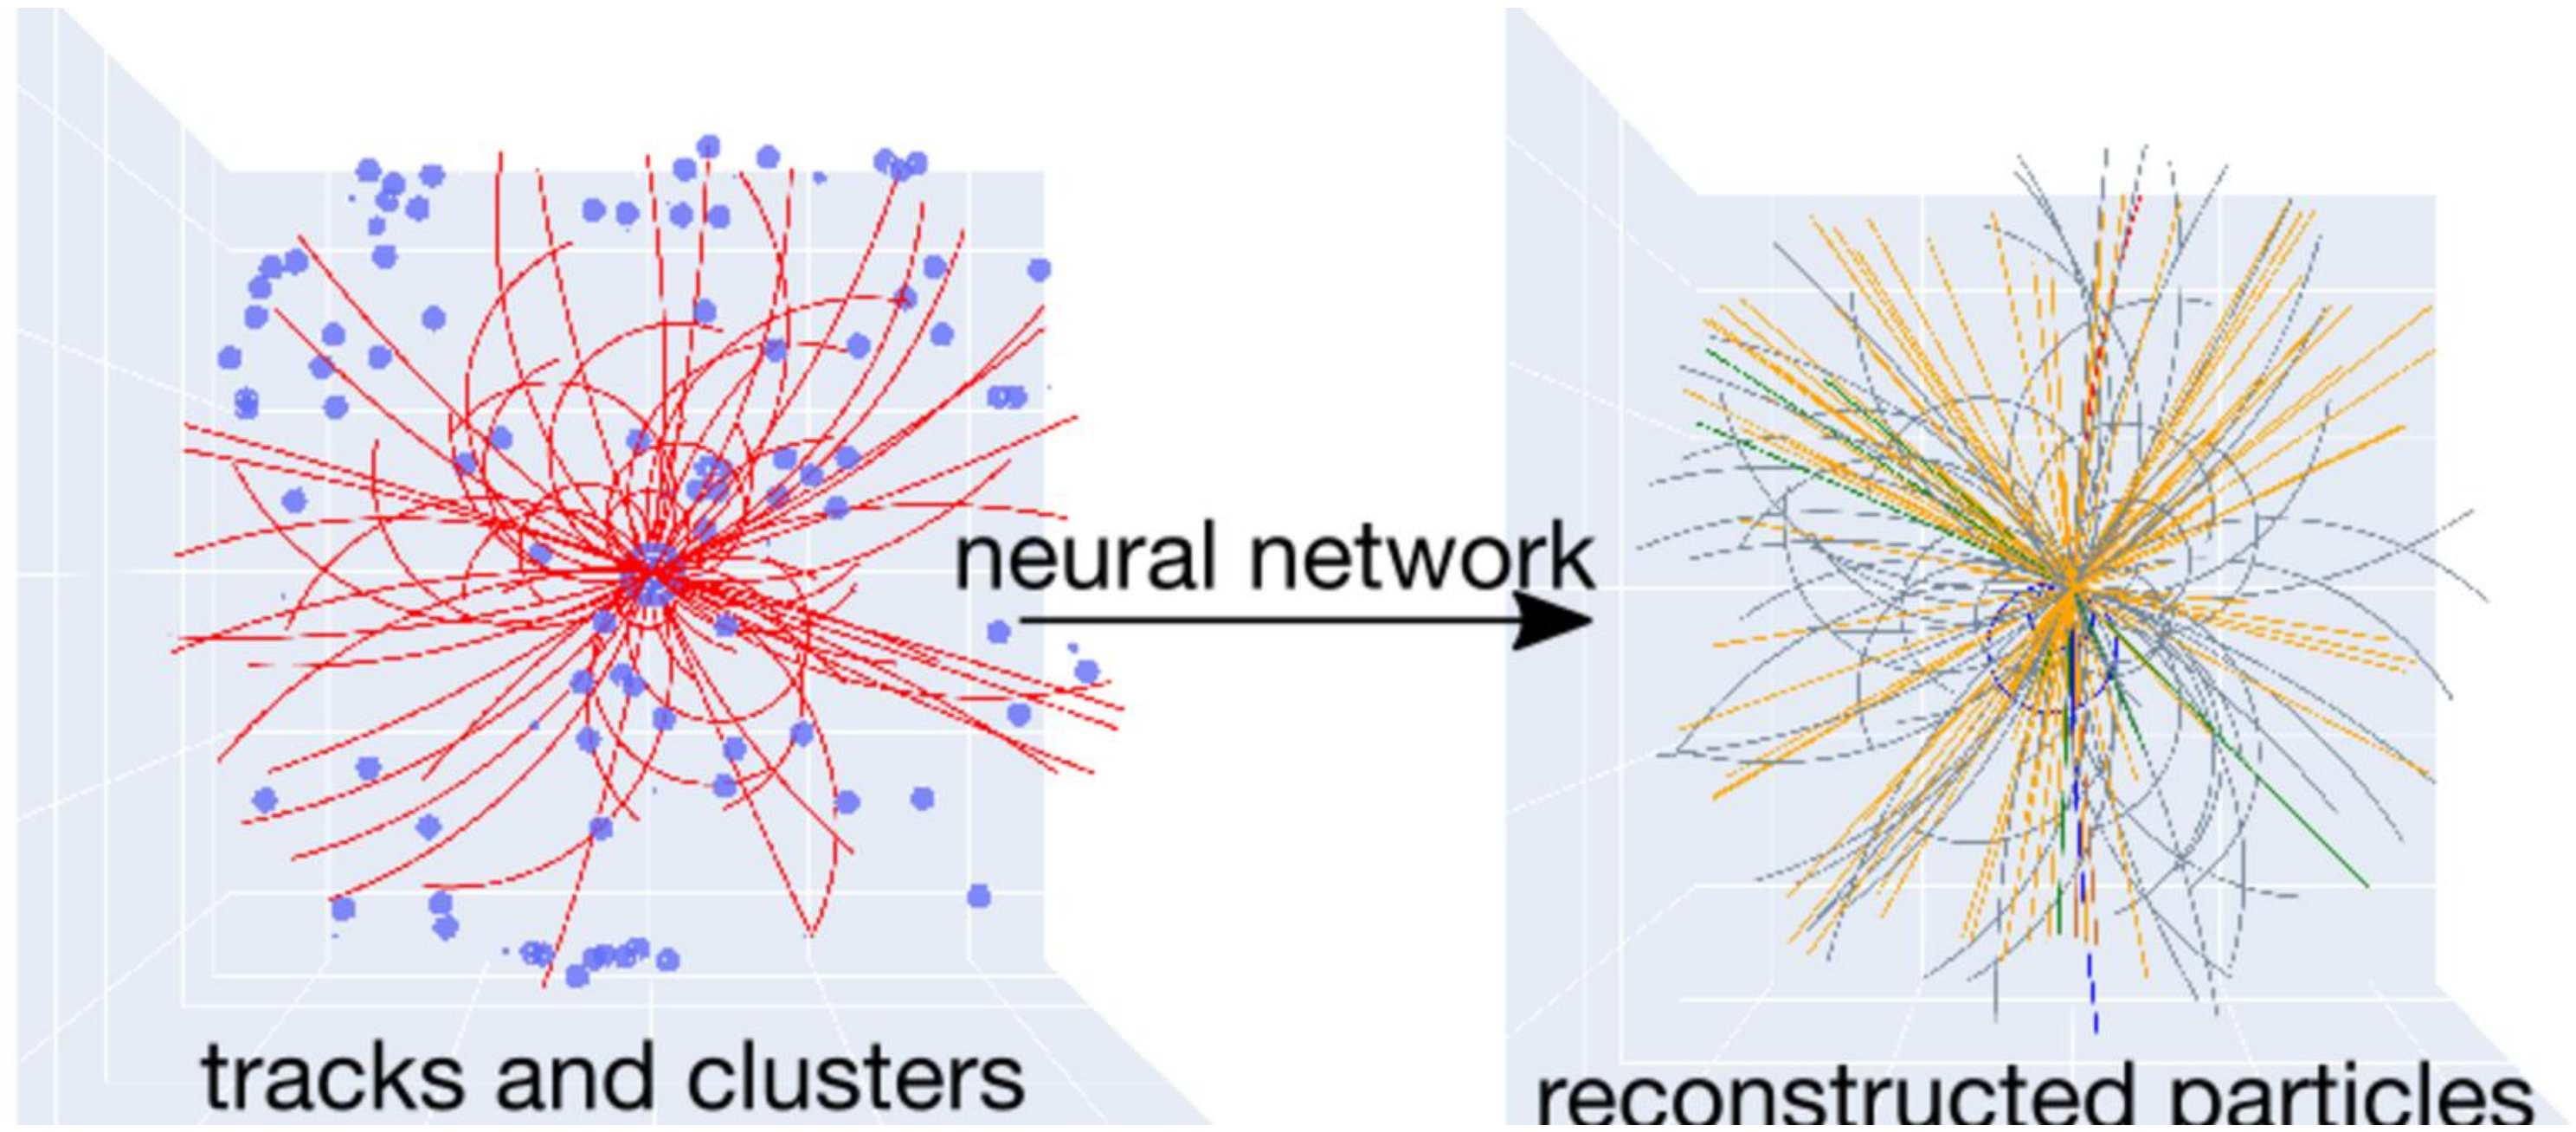 neural network
tracks and clusters
reconstructed particles